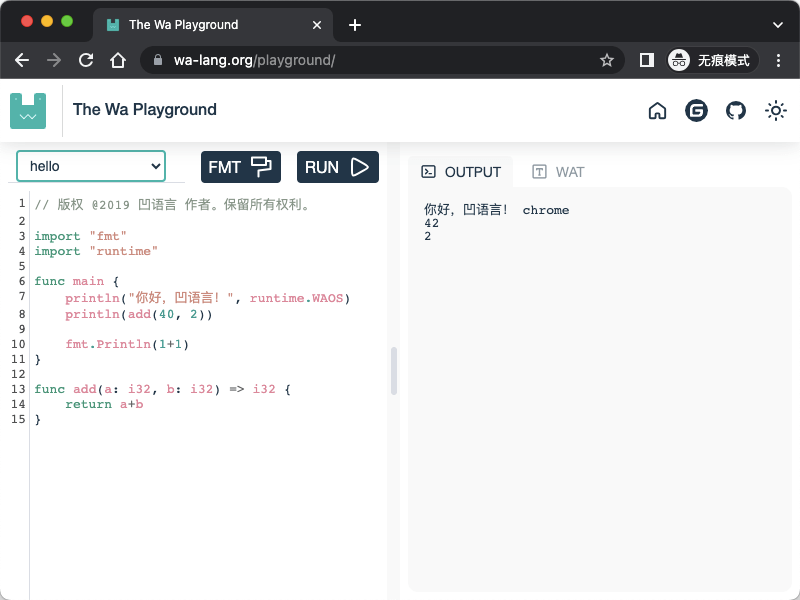 The Wa Playground
wa-lang.org/playground/
无痕模式
The Wa Playground
hello
FMT
RUN
OUTPUT
WAT
1 // 版权 @2019 凹语言 作者。保留所有权利。
2
3 import "fmt"
4 import "runtime"
5
6 func main {
7 println("你好，凹语言！", runtime.WAOS)
8 println(add(40, 2))
9
10 fmt.Println(1+1)
11 }
12
13 func add(a: i32, b: i32) => i32 {
14 return a+b
15 }
你好，凹语言！ chrome
42
2